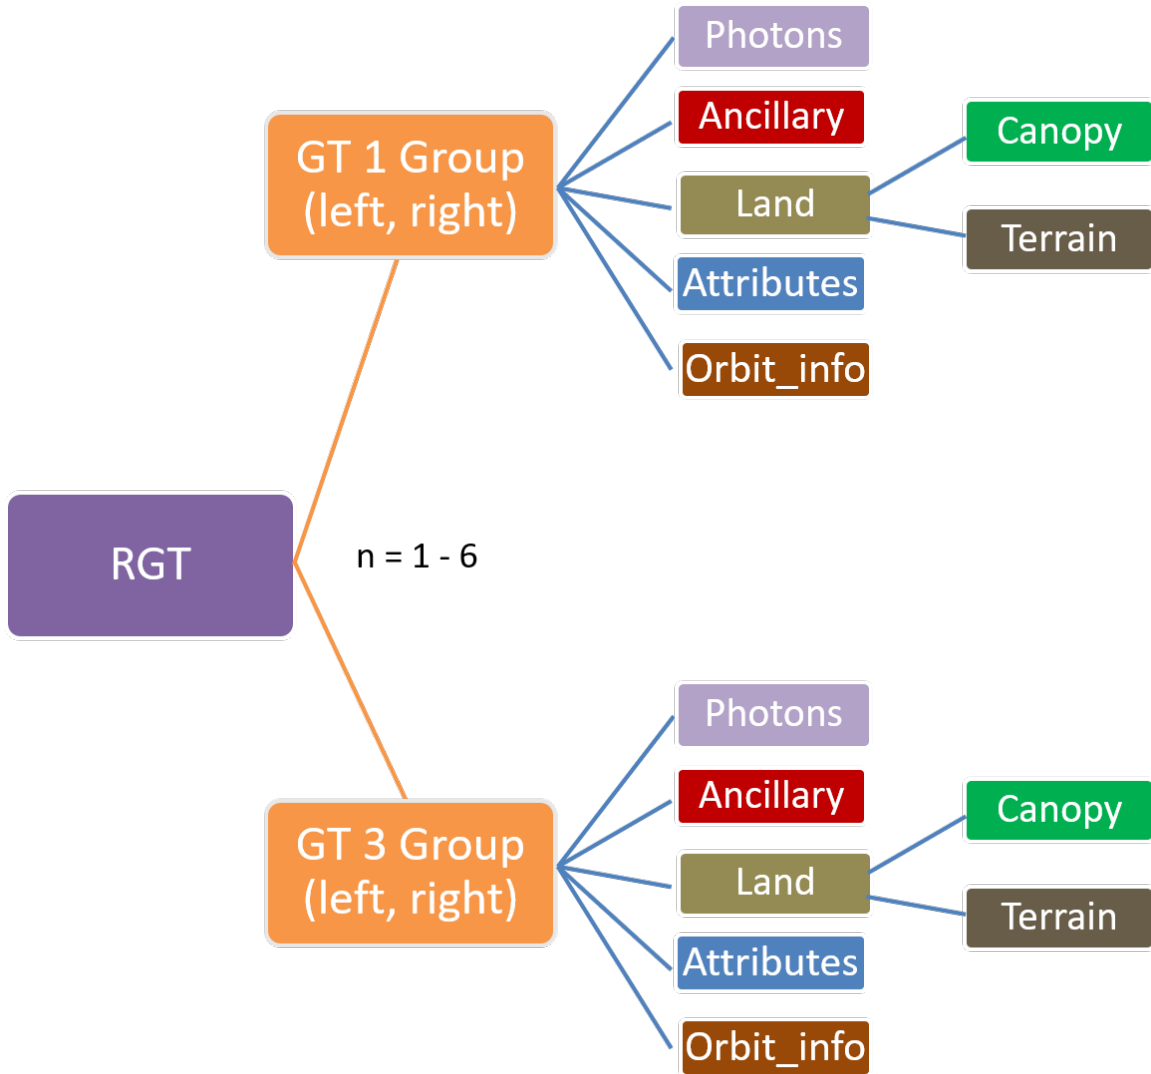 Photons
Ancillary
Canopy
GT 1 Group
(left, right)
Land
Terrain
Attributes
Orbit_info
RGT
n = 1 - 6
Photons
Ancillary
Canopy
GT 3 Group
(left, right)
Land
Terrain
Attributes
Orbit_info